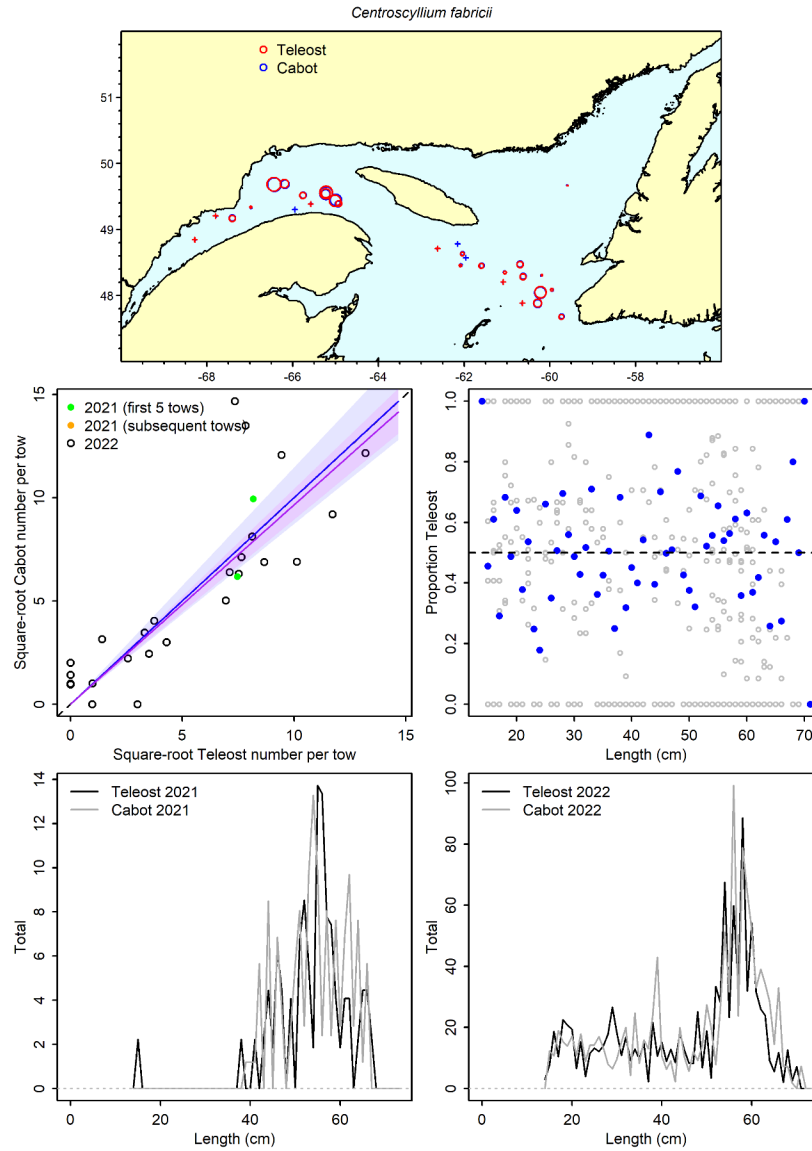 Centroscyllium fabricii
Teleost
Cabot
51
50
49
48
-68 -66 -64 -62 -60 -58 -56
15
10
5
0
2021 (first 5 tows)
2021 (subsequent tows)
2022
Square-root Cabot number per tow
0 5 10 15
Square-root Teleost number per tow
1.0
0.8
0.6
0.4
0.2
0.0
Proportion Teleost
20 30 40 50 60 70
Length (cm)
14
12
10
8
6
4
2
0
Teleost 2021
Cabot 2021
Total
0 20 40 60
Length (cm)
100
80
60
40
20
0
Teleost 2022
Cabot 2022
Total
0 20 40 60
Length (cm)